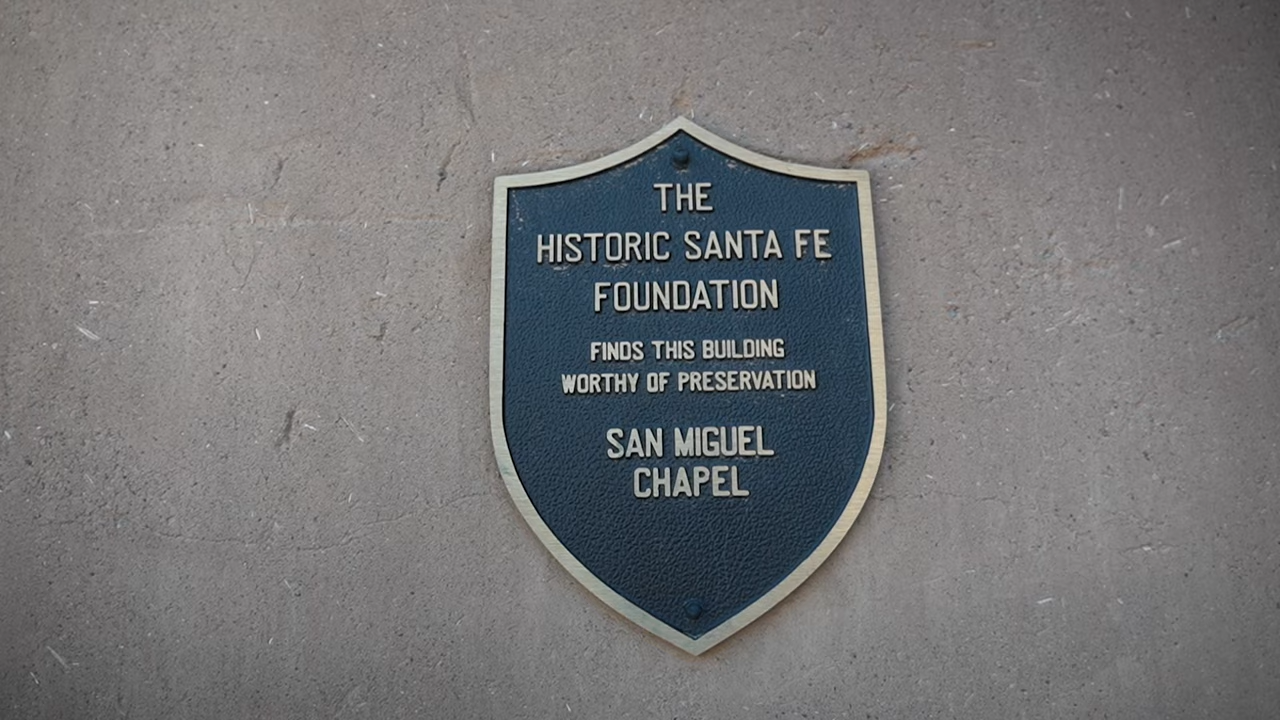 THE
HISTORIC SANTA FE
FOUNDATION
FINDS THIS BUILDING
WORTHY OF PRESERVATION
SAN MIGUEL
CHAPEL